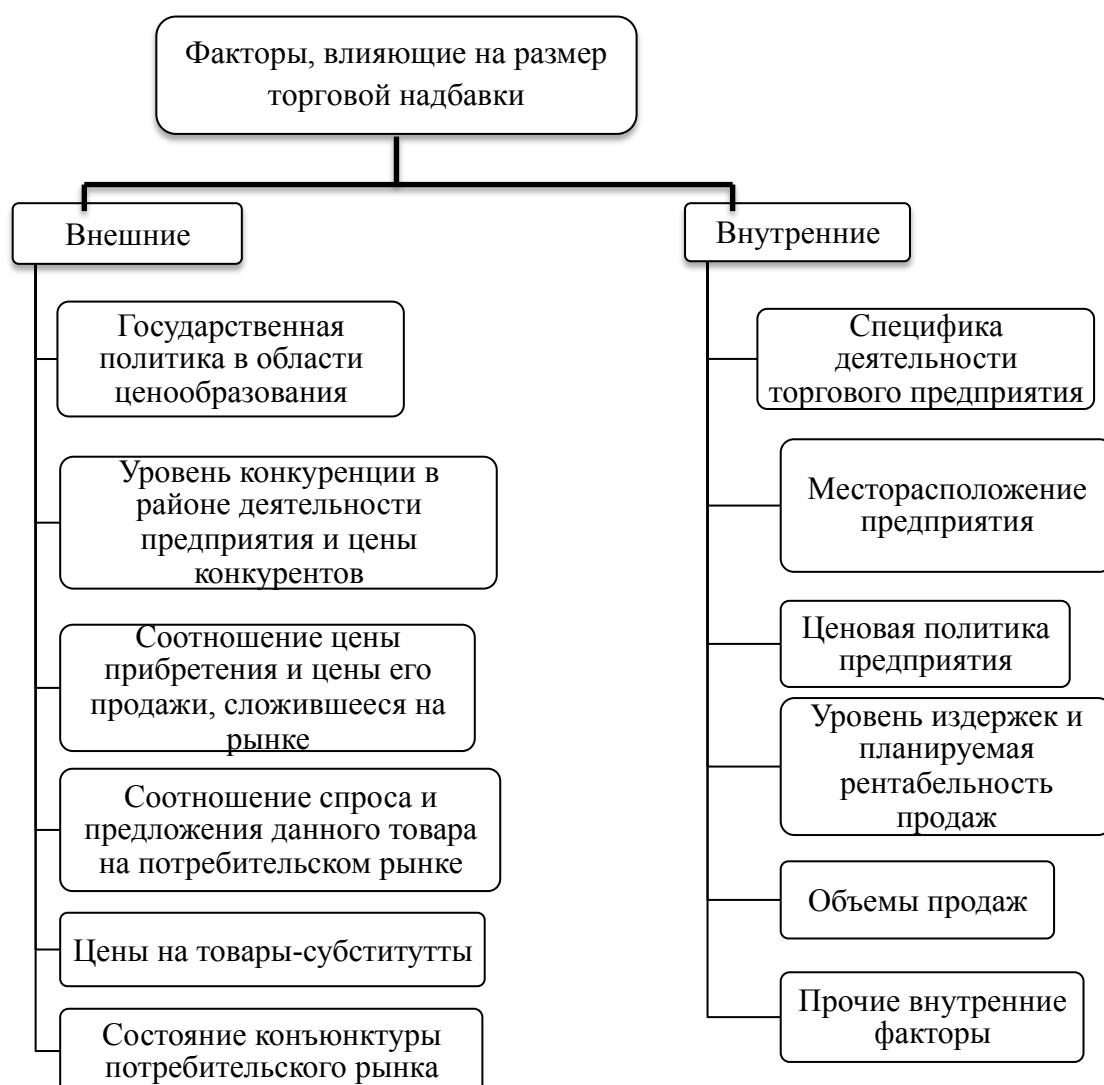 Факторы, влияющие на размер
торговой надбавки
Внешние
Государственная
политика в области
ценообразования
Уровень конкуренции в
районе деятельности
предприятия и цены
конкурентов
Соотношение цены
прибретения и цены его
продажи, сложившееся на
рынке
Соотношение спроса и
предложения данного товара
на потребительском рынке
Цены на товары-субститутты
Состояние конъюнктуры
потребительского рынка
Внутренние
Специфика
деятельности
торгового предприятия
Месторасположение
предприятия
Ценовая политика
предприятия
Уровень издержек и
планируемая
рентабельность
продаж
Объемы продаж
Прочие внутренние
факторы